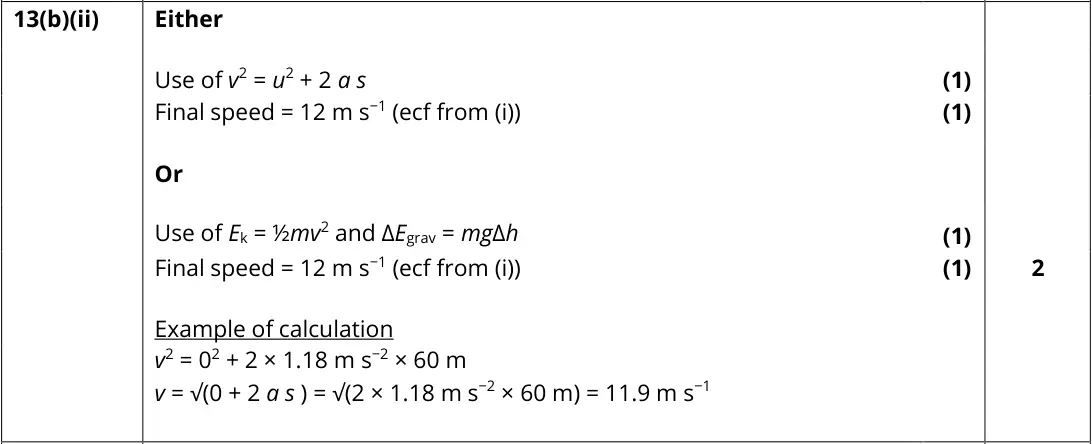 13(b)(ii) Either
Use of v² = u² + 2 a s (1)
Final speed = 12 m s⁻¹ (ecf from (i)) (1)
Or
Use of Eₖ = ½mv² and ΔE_grav = mgΔh (1)
Final speed = 12 m s⁻¹ (ecf from (i)) (1) 2
Example of calculation
v² = 0² + 2 × 1.18 m s⁻² × 60 m
v = √(0 + 2 a s ) = √(2 × 1.18 m s⁻² × 60 m) = 11.9 m s⁻¹